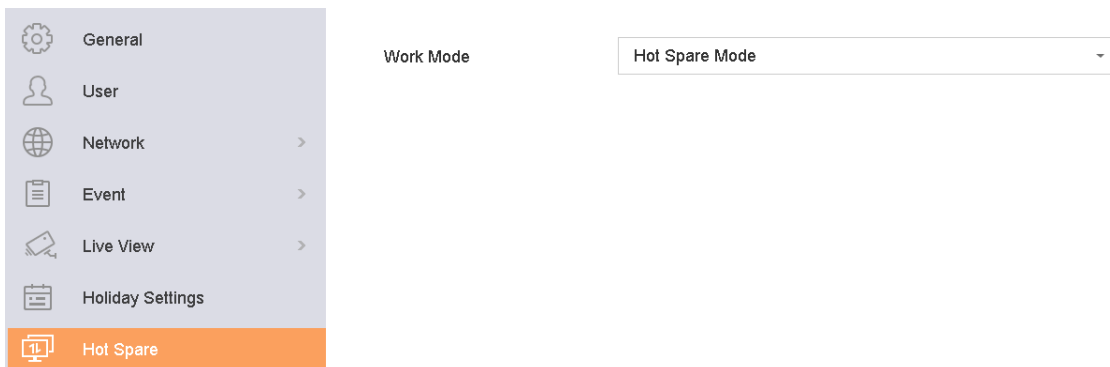 General
User
Network
Event
Live View
Holiday Settings
Hot Spare
Work Mode
Hot Spare Mode